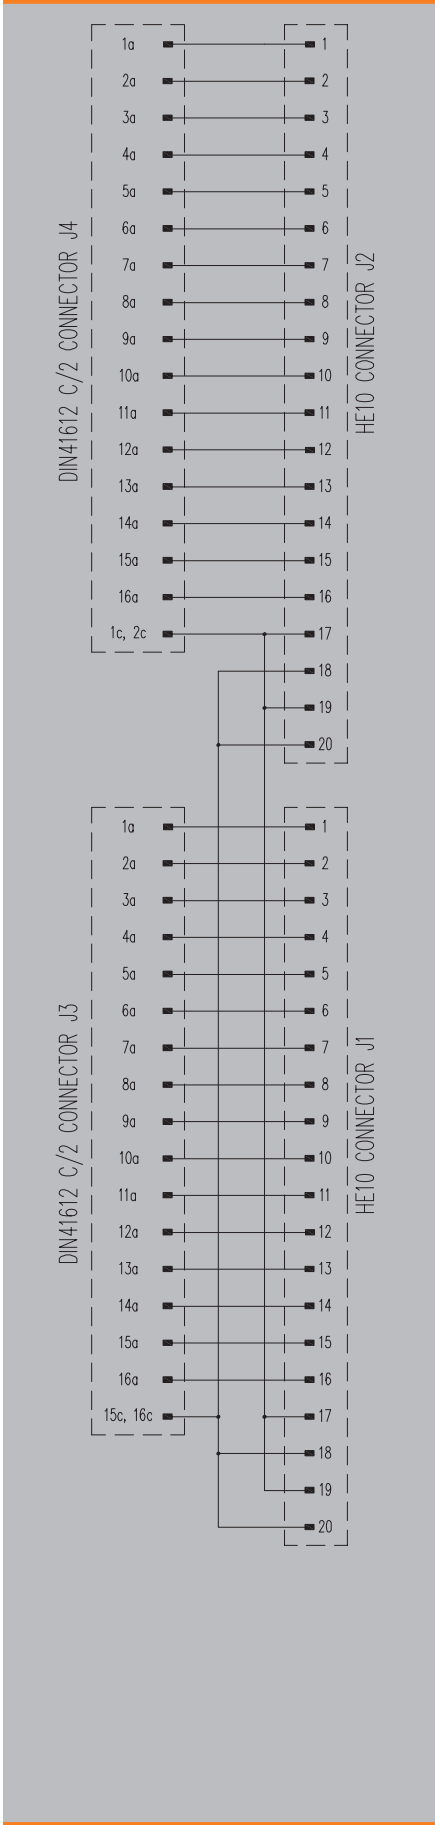 DIN41612 C/2 CONNECTOR J4
1a 1
2a 2
3a 3
4a 4
5a 5
6a 6
7a 7
8a 8
9a 9
10a 10
11a 11
12a 12
13a 13
14a 14
15a 15
16a 16
1c, 2c 17
18
19
20
HE10 CONNECTOR J2
DIN41612 C/2 CONNECTOR J3
1a 1
2a 2
3a 3
4a 4
5a 5
6a 6
7a 7
8a 8
9a 9
10a 10
11a 11
12a 12
13a 13
14a 14
15a 15
16a 16
15c, 16c 17
18
19
20
HE10 CONNECTOR J1